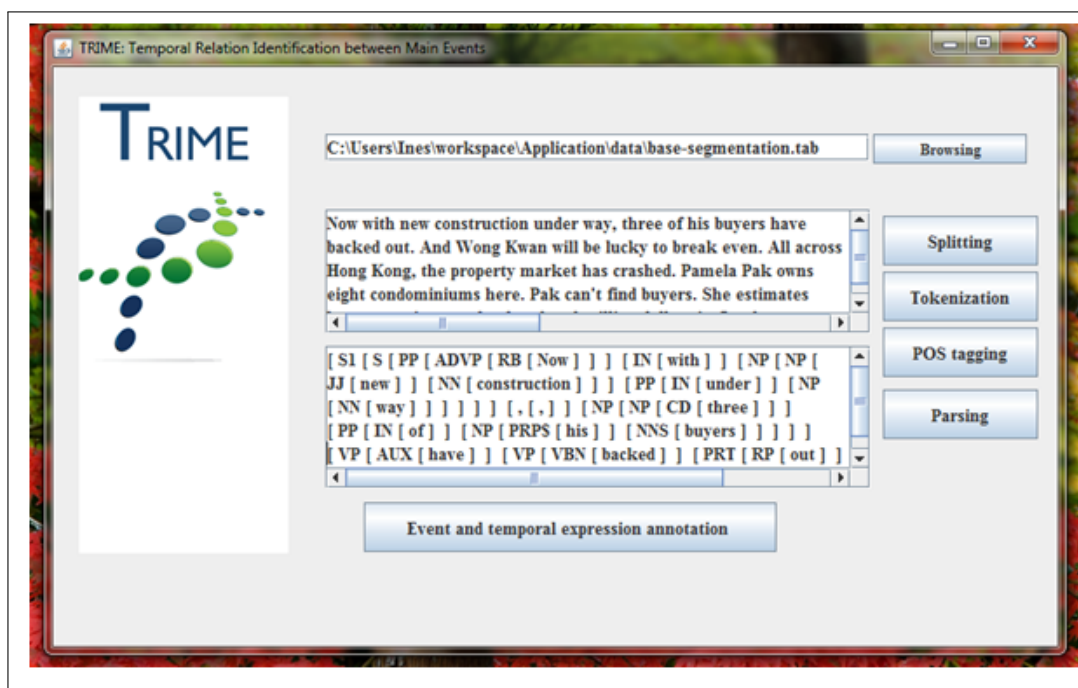 TRIME: Temporal Relation Identification between Main Events
TRIME
C:\Users\Ines\workspace\Application\data\base-segmentation.tab
Browsing
Now with new construction under way, three of his buyers have
backed out. And Wong Kwan will be lucky to break even. All across
Hong Kong, the property market has crashed. Pamela Pak owns
eight condominiums here. Pak can't find buyers. She estimates
Splitting
Tokenization
POS tagging
Parsing
[ S1 [ S [ PP [ ADVP [ RB [ Now ] ] ] [ IN [ with ] ] [ NP [ NP [
JJ [ new ] ] [ NN [ construction ] ] ] [ PP [ IN [ under ] ] [ NP
[ NN [ way ] ] ] ] ] ] [ , [ , ] ] [ NP [ NP [ CD [ three ] ] ]
[ PP [ IN [ of ] ] [ NP [ PRP$ [ his ] ] [ NNS [ buyers ] ] ] ] ]
[ VP [ AUX [ have ] ] [ VP [ VBN [ backed ] ] [ PRT [ RP [ out ] ]
Event and temporal expression annotation